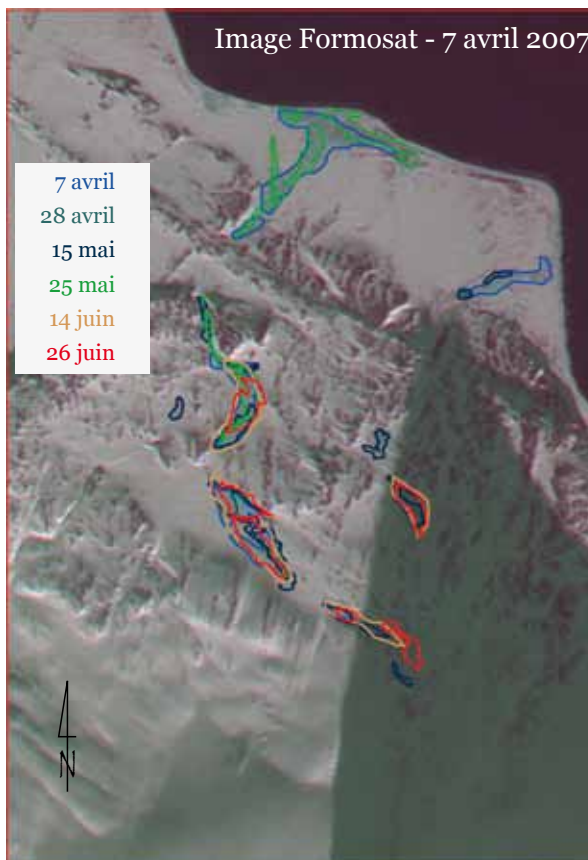 Image Formosat - 7 avril 2007
7 avril
28 avril
15 mai
25 mai
14 juin
26 juin
N